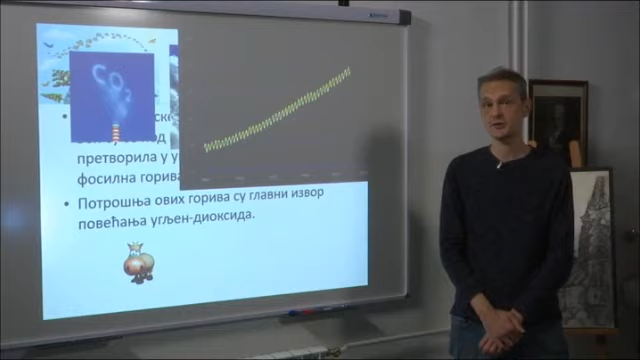 CO2
претворила у
фосилна горива
Потрошња ових горива су главни извор
повећања угљен-диоксида.